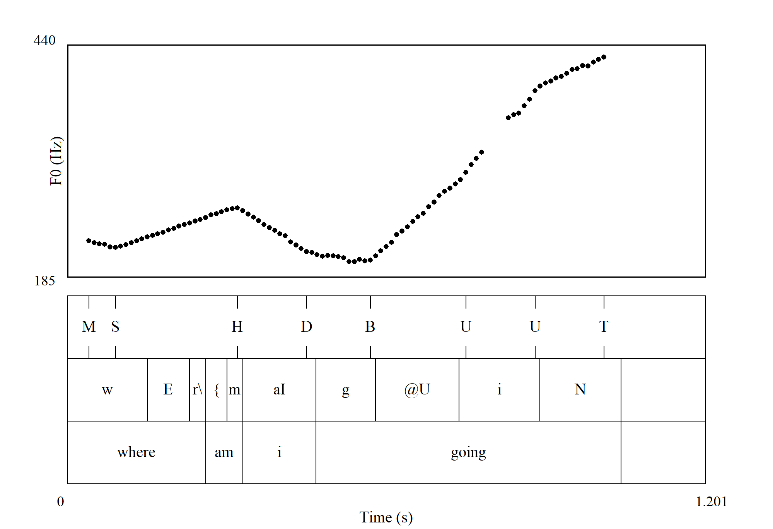 440
F0 (Hz)
185
M S H D B U U T
w E r\ { m aI g @U i N
where am i going
0 1.201
Time (s)